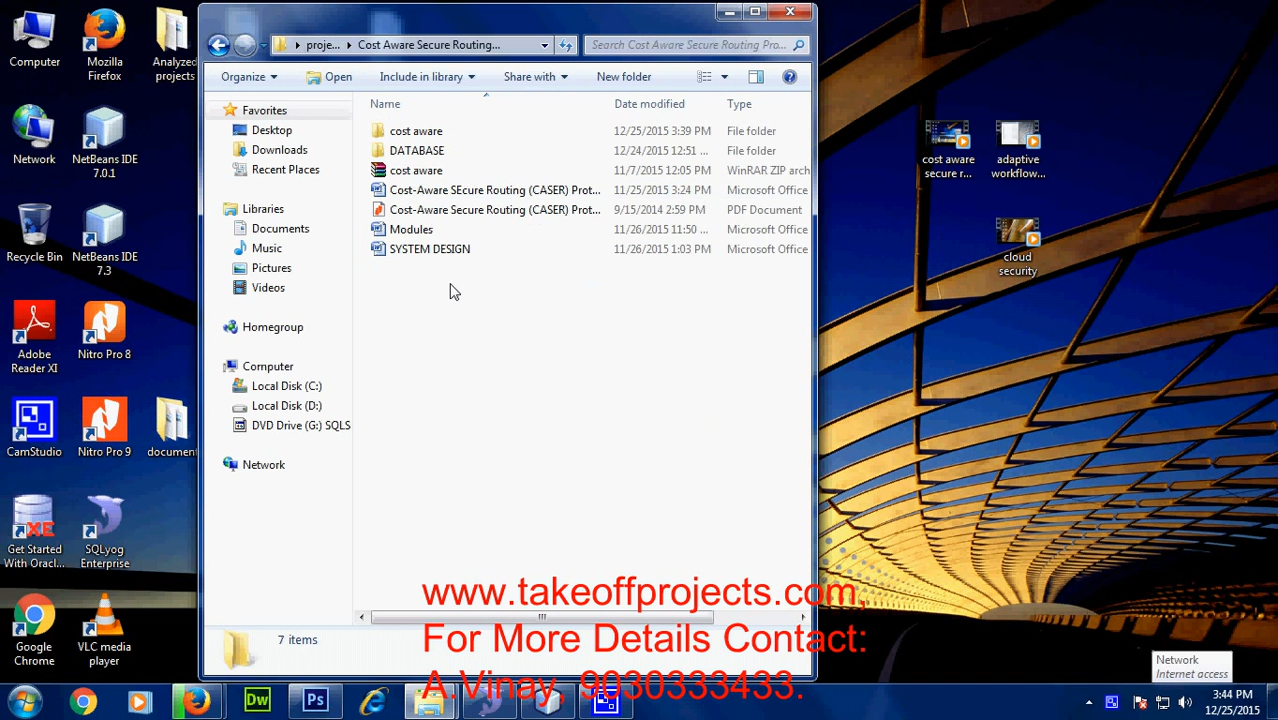 Computer
Mozilla
Firefox
Analyzed
projects
Network
NetBeans IDE
7.0.1
Recycle Bin
NetBeans IDE
7.3
Adobe
Reader XI
Nitro Pro 8
CamStudio
Nitro Pro 9
document
Get Started
With Oracl...
SQLyog
Enterprise
Google
Chrome
VLC media
player
proje...
Cost Aware Secure Routing...
Search Cost Aware Secure Routing Pro...
Organize
Open
Include in library
Share with
New folder
Favorites
Desktop
Downloads
Recent Places
Libraries
Documents
Music
Pictures
Videos
Homegroup
Computer
Local Disk (C:)
Local Disk (D:)
DVD Drive (G:) SQLS
Network
Name Date modified Type
cost aware 12/25/2015 3:39 PM File folder
DATABASE 12/24/2015 12:51 ... File folder
cost aware 11/7/2015 12:05 PM WinRAR ZIP arch
Cost-Aware SEcure Routing (CASER) Prot... 11/25/2015 3:24 PM Microsoft Office
Cost-Aware Secure Routing (CASER) Prot... 9/15/2014 2:59 PM PDF Document
Modules 11/26/2015 11:50 ... Microsoft Office
SYSTEM DESIGN 11/26/2015 1:03 PM Microsoft Office
7 items
cost aware
secure r...
adaptive
workflow...
cloud
security
www.takeoffprojects.com,
For More Details Contact:
A.Vinay 9030333433.
Network
Internet access
Dw
Ps
3:44 PM
12/25/2015